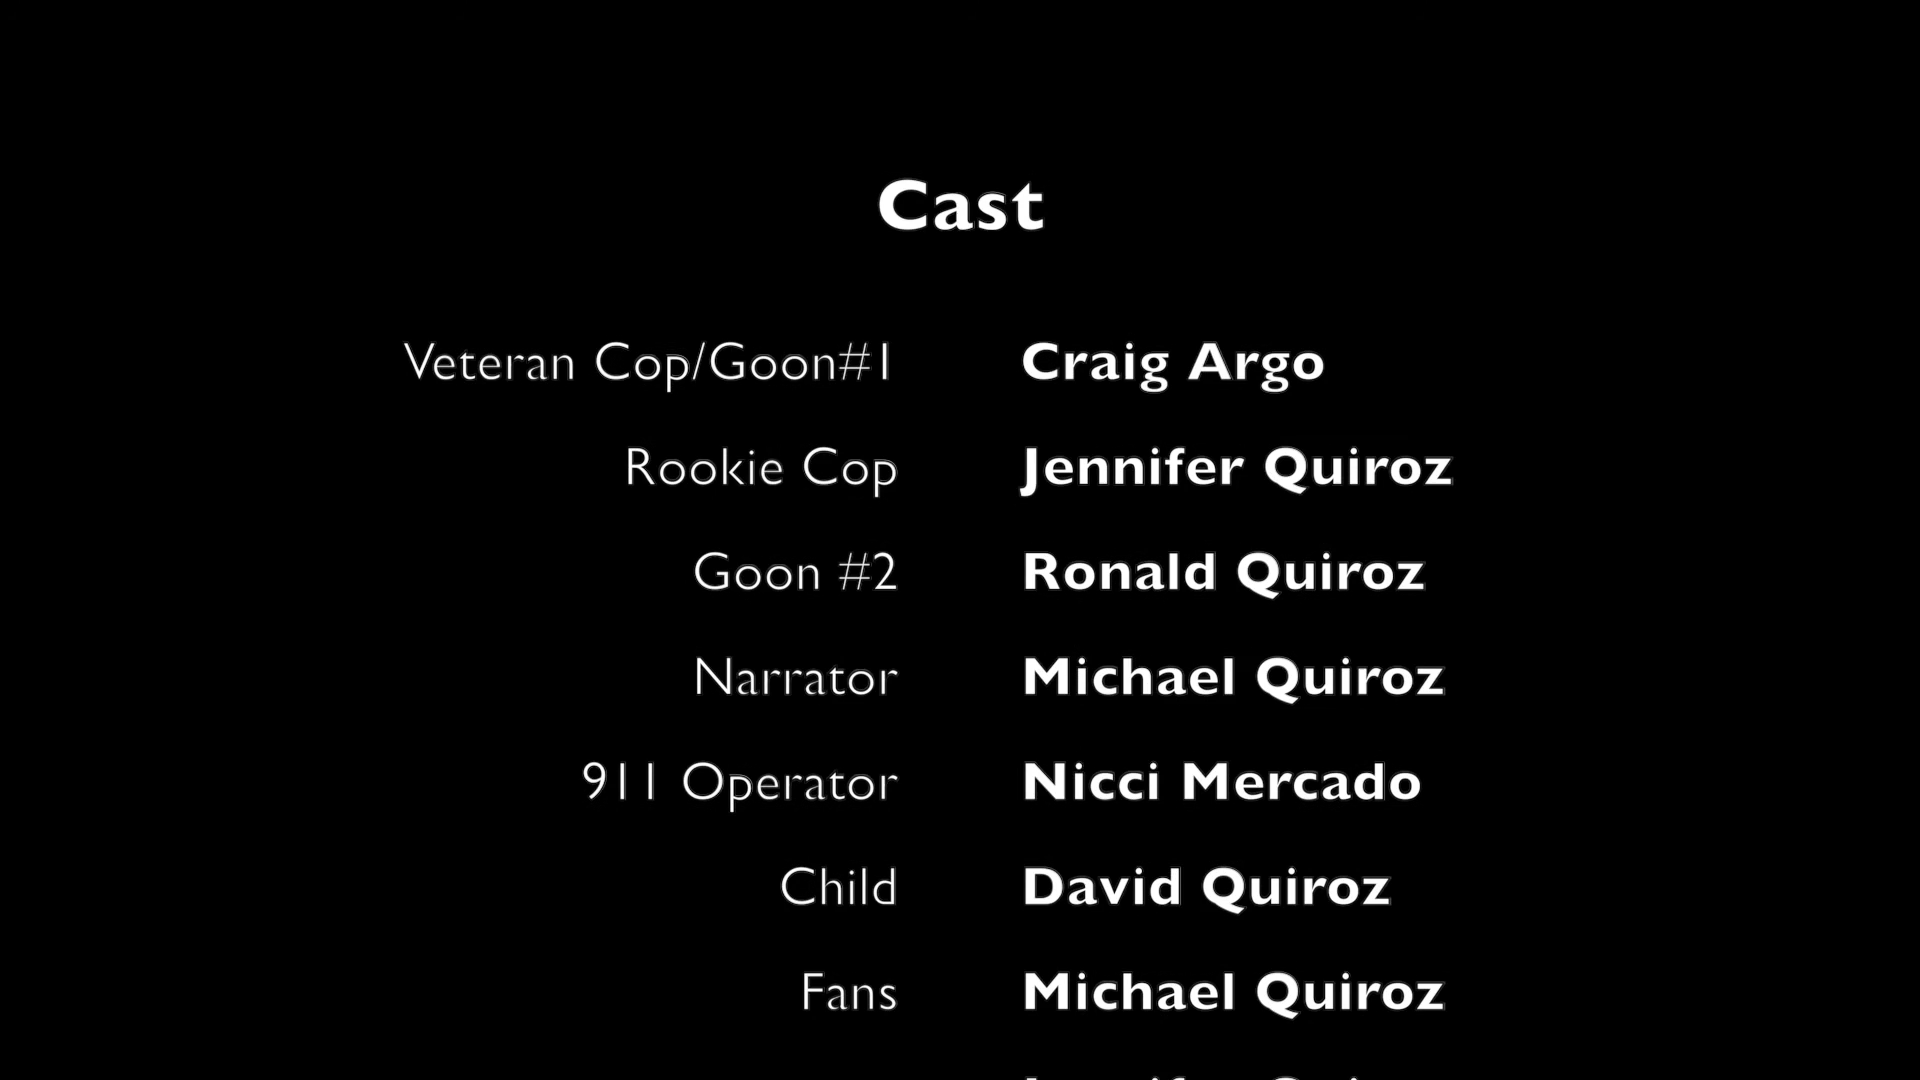 Cast
Veteran Cop/Goon#1 Craig Argo
Rookie Cop Jennifer Quiroz
Goon #2 Ronald Quiroz
Narrator Michael Quiroz
911 Operator Nicci Mercado
Child David Quiroz
Fans Michael Quiroz